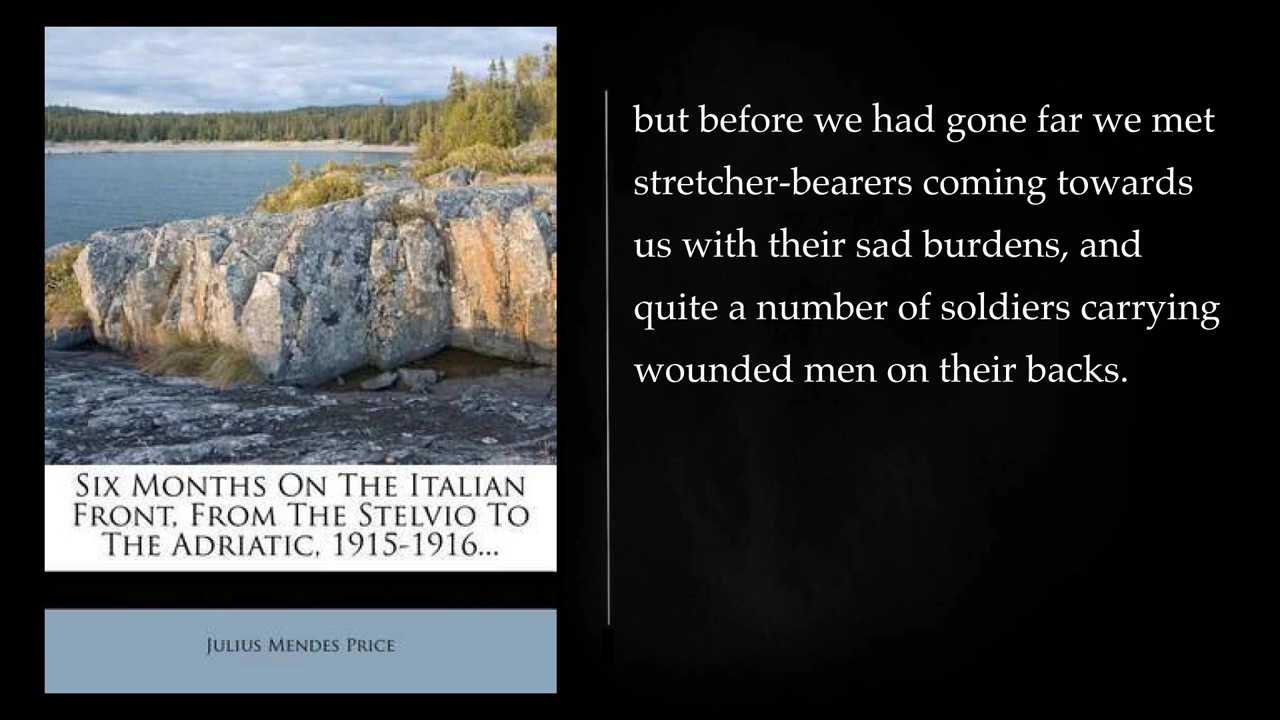 Six Months On The Italian
Front, From The Stelvio To
The Adriatic, 1915-1916...
Julius Mendes Price
but before we had gone far we met
stretcher-bearers coming towards
us with their sad burdens, and
quite a number of soldiers carrying
wounded men on their backs.